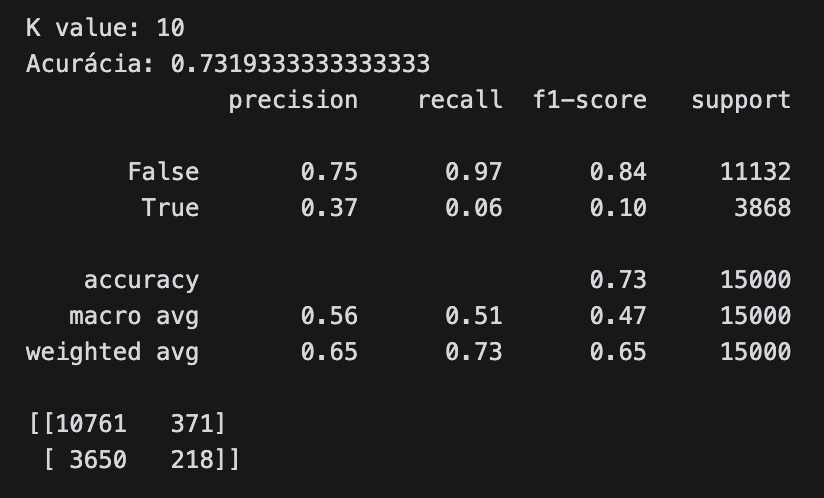 K value: 10
Acurácia: 0.7319333333333333
precision recall f1-score support
False 0.75 0.97 0.84 11132
True 0.37 0.06 0.10 3868
accuracy 0.73 15000
macro avg 0.56 0.51 0.47 15000
weighted avg 0.65 0.73 0.65 15000
[[10761 371]
[ 3650 218]]